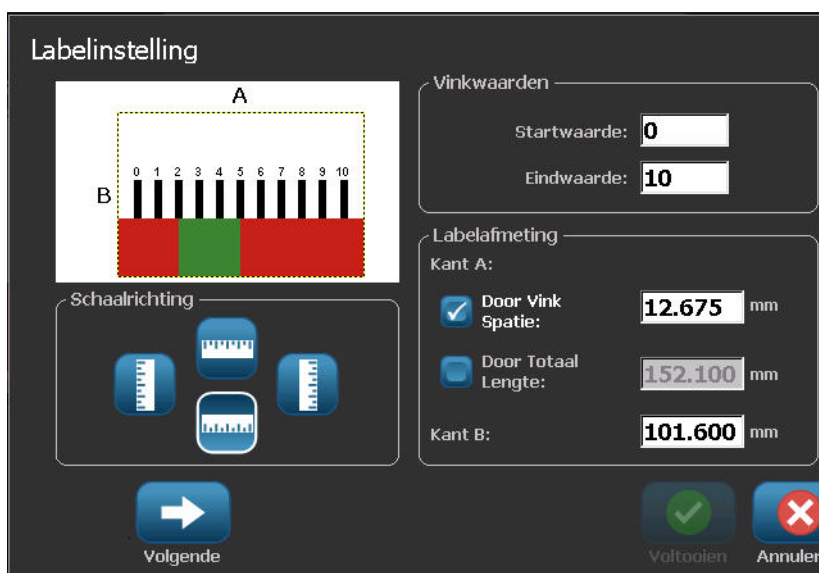 Labelinstelling
A
0 1 2 3 4 5 6 7 8 9 10
B
Schaalrichting
Vinkwaarden
Startwaarde: 0
Eindwaarde: 10
Labelafmeting
Kant A:
Door Vink
Spatie: 12.675 mm
Door Totaal
Lengte: 152.100 mm
Kant B: 101.600 mm
Volgende
Voltooien
Annuler